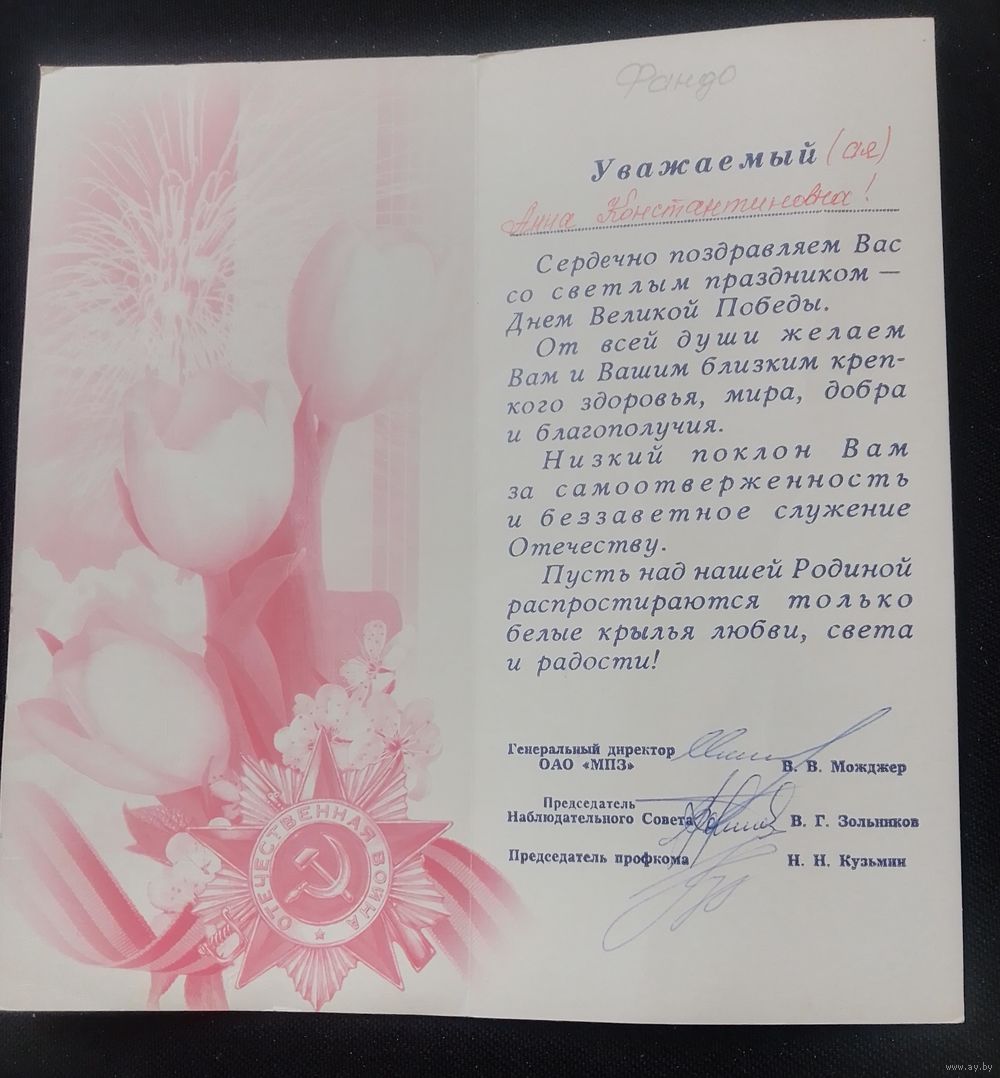 Фандо
Уважаемый (ая)
Анна Константиновна!
Сердечно поздравляем Вас
со светлым праздником —
Днем Великой Победы.
От всей души желаем
Вам и Вашим близким креп-
кого здоровья, мира, добра
и благополучия.
Низкий поклон Вам
за самоотверженность
и беззаветное служение
Отечеству.
Пусть над нашей Родиной
распростираются только
белые крылья любви, света
и радости!
Генеральный директор
ОАО «МПЗ»
В. В. Можджер
Председатель
Наблюдательного Совета
В. Г. Зольников
Председатель профкома
Н. Н. Кузьмин
ОТЕЧЕСТВЕННАЯ ВОЙНА
www.ay.by